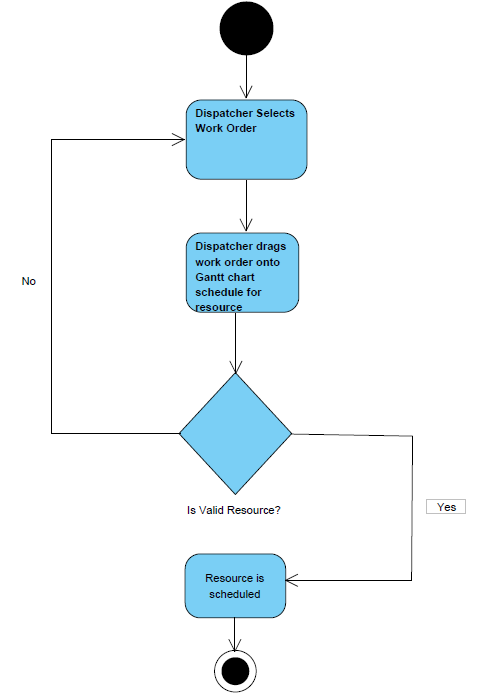 Dispatcher Selects
Work Order
Dispatcher drags
work order onto
Gantt chart
schedule for
resource
No
Is Valid Resource?
Yes
Resource is
scheduled